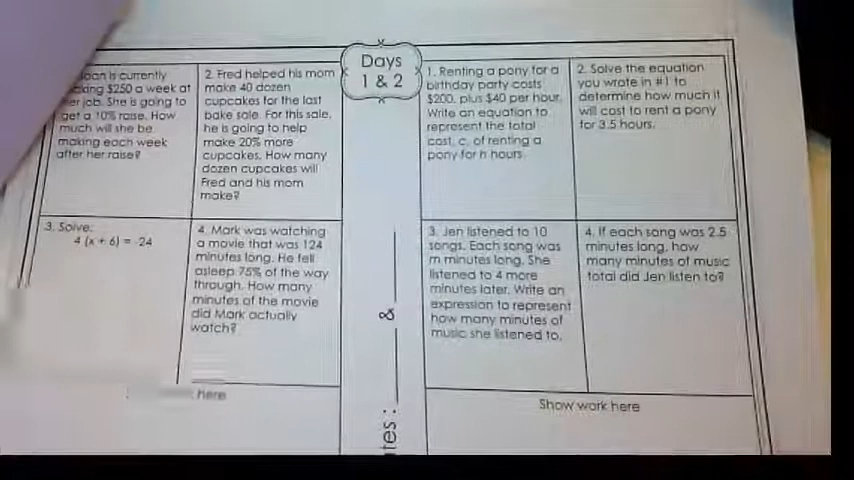 oan is currently
$250 a week at
her job. She is going to
get a 10% raise. How
much will she be
making each week
after her raise?
2. Fred helped his mom
make 40 dozen
cupcakes for the last
bake sale. For this sale,
he is going to help
make 20% more
cupcakes. How many
dozen cupcakes will
Fred and his mom
make?
3. Solve:
4 (x + 6) = -24
4. Mark was watching
a movie that was 124
minutes long. He fell
asleep 75% of the way
through. How many
minutes of the movie
did Mark actually
watch?
here
Days
1 & 2
&
tes:
1. Renting a pony for a
birthday party costs
$200, plus $40 per hour.
Write an equation to
represent the total
cost, c, of renting a
pony for h hours.
2. Solve the equation
you wrote in #1 to
determine how much it
will cost to rent a pony
for 3.5 hours.
3. Jen listened to 10
songs. Each song was
m minutes long. She
listened to 4 more
minutes later. Write an
expression to represent
how many minutes of
music she listened to.
4. If each song was 2.5
minutes long, how
many minutes of music
total did Jen listen to?
Show work here